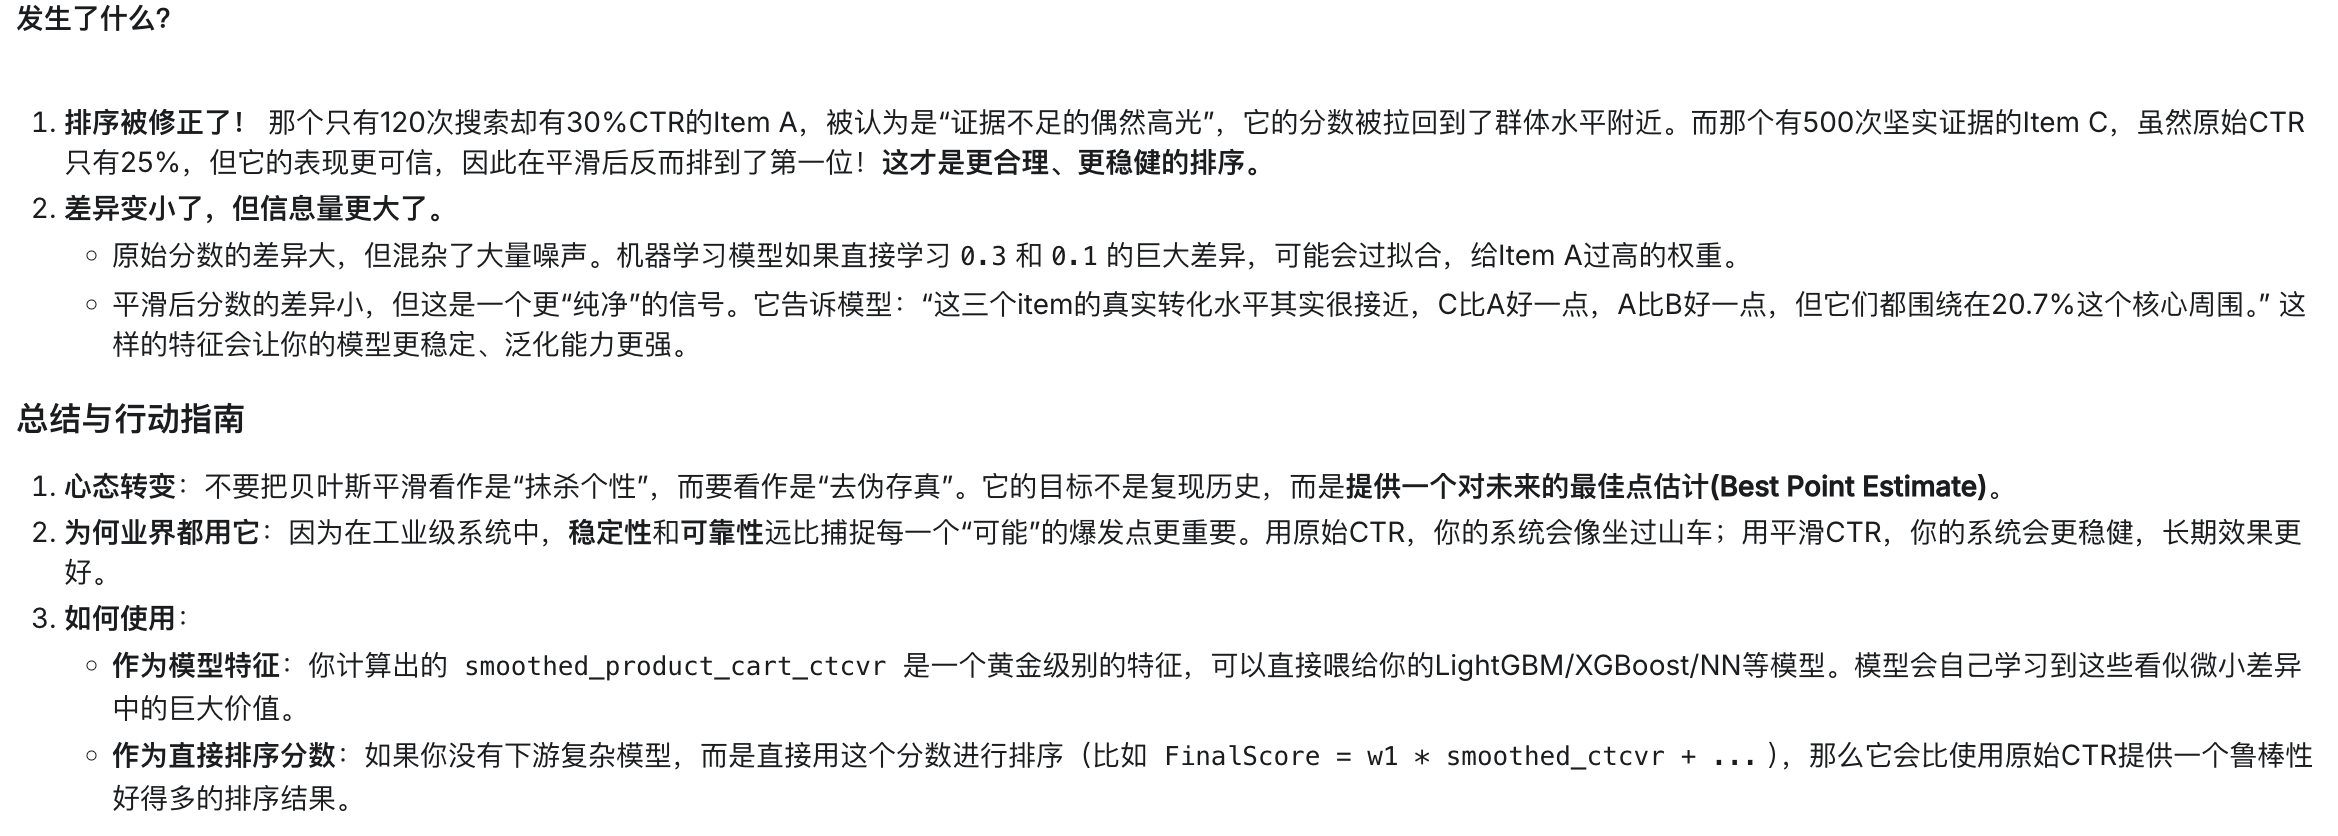 发生了什么?
1. 排序被修正了！ 那个只有120次搜索却有30%CTR的Item A，被认为是“证据不足的偶然高光”，它的分数被拉回到了群体水平附近。而那个有500次坚实证据的Item C，虽然原始CTR
只有25%，但它的表现更可信，因此在平滑后反而排到了第一位！这才是更合理、更稳健的排序。
2. 差异变小了，但信息量更大了。
○ 原始分数的差异大，但混杂了大量噪声。机器学习模型如果直接学习 0.3 和 0.1 的巨大差异，可能会过拟合，给Item A过高的权重。
○ 平滑后分数的差异小，但这是一个更“纯净”的信号。它告诉模型：“这三个item的真实转化水平其实很接近，C比A好一点，A比B好一点，但它们都围绕在20.7%这个核心周围。” 这
样的特征会让你的模型更稳定、泛化能力更强。
总结与行动指南
1. 心态转变：不要把贝叶斯平滑看作是“抹杀个性”，而要看作是“去伪存真”。它的目标不是复现历史，而是提供一个对未来的最佳点估计(Best Point Estimate)。
2. 为何业界都用它：因为在工业级系统中，稳定性和可靠性远比捕捉每一个“可能”的爆发点更重要。用原始CTR，你的系统会像坐过山车；用平滑CTR，你的系统会更稳健，长期效果更
好。
3. 如何使用：
○ 作为模型特征：你计算出的 smoothed_product_cart_ctcvr 是一个黄金级别的特征，可以直接喂给你的LightGBM/XGBoost/NN等模型。模型会自己学习到这些看似微小差异
中的巨大价值。
○ 作为直接排序分数：如果你没有下游复杂模型，而是直接用这个分数进行排序（比如 FinalScore = w1 * smoothed_ctcvr + ... ），那么它会比使用原始CTR提供一个鲁棒性
好得多的排序结果。